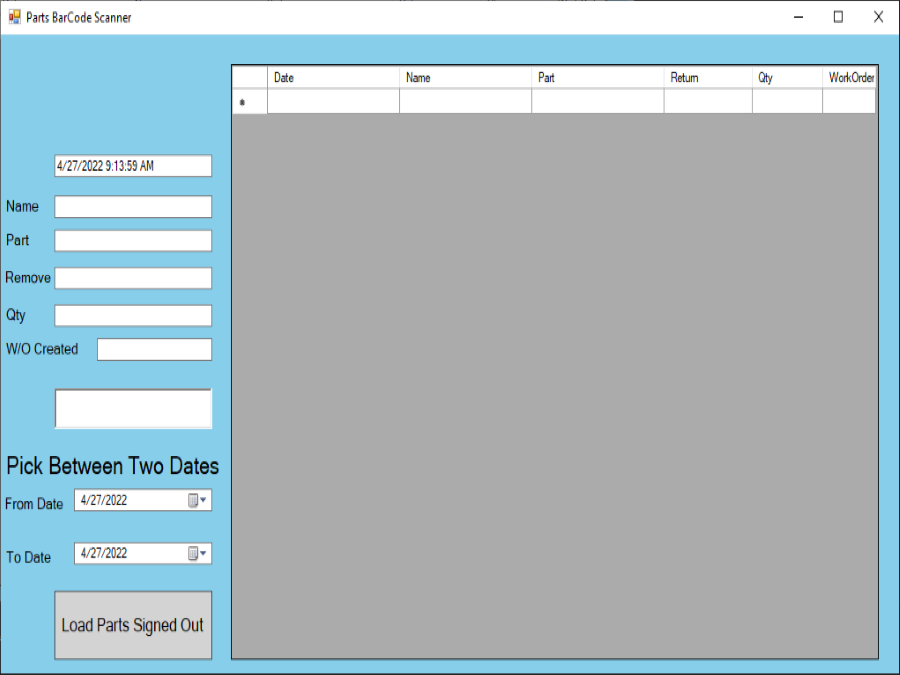 Parts BarCode Scanner
Date Name Part Return Qty WorkOrder
*
4/27/2022 9:13:59 AM
Name
Part
Remove
Qty
W/O Created
Pick Between Two Dates
From Date 4/27/2022
To Date 4/27/2022
Load Parts Signed Out